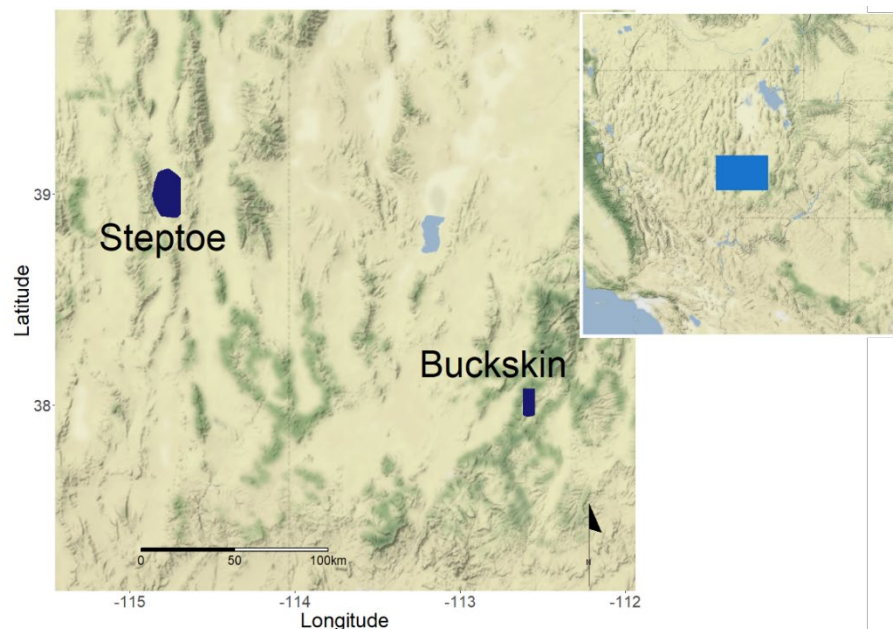 39
Steptoe
Latitude
Buckskin
38
0
50
100km
N
-115
-114
-113
-112
Longitude